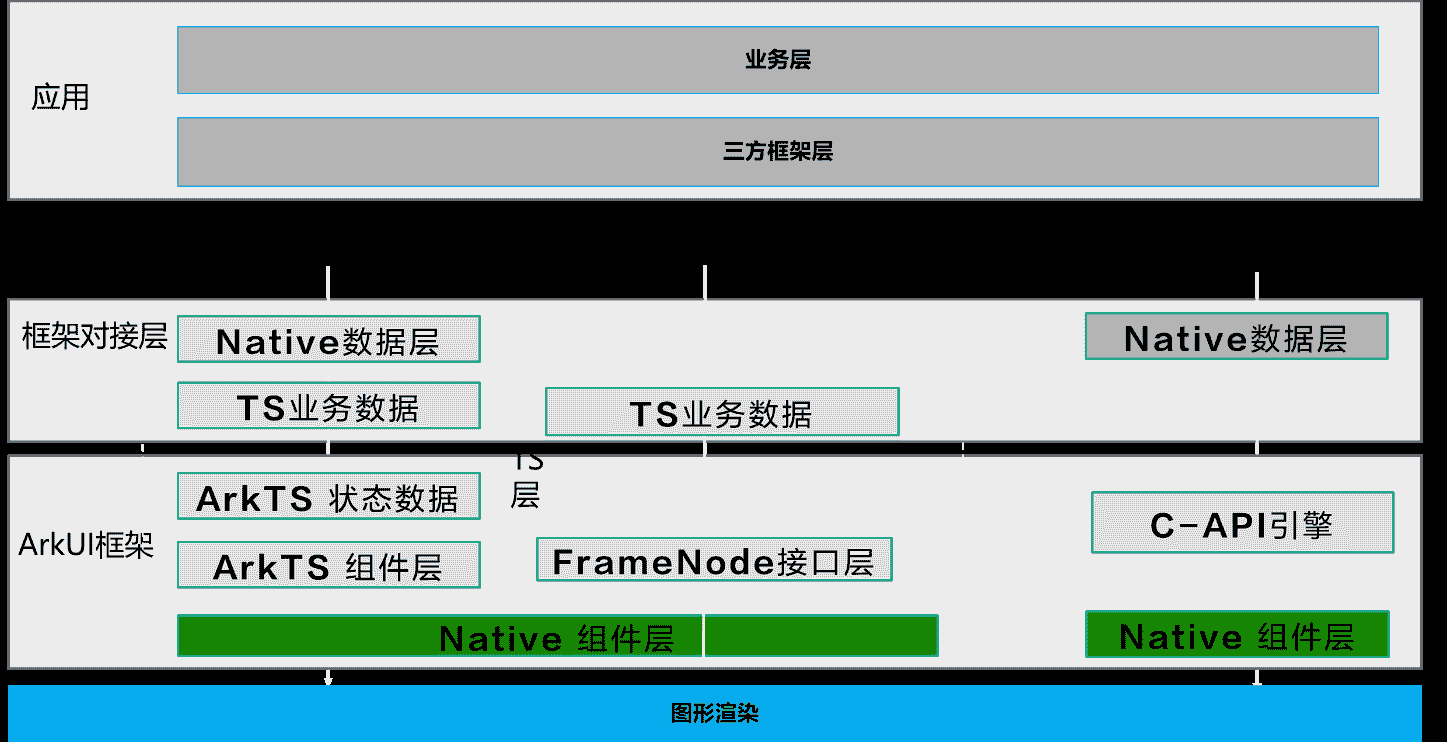 业务层
应用
三方框架层
框架对接层
Native数据层
Native数据层
TS业务数据
TS业务数据
TS
层
ArkTS 状态数据
C-API引擎
ArkUI框架
ArkTS 组件层
FrameNode接口层
Native 组件层
Native 组件层
图形渲染